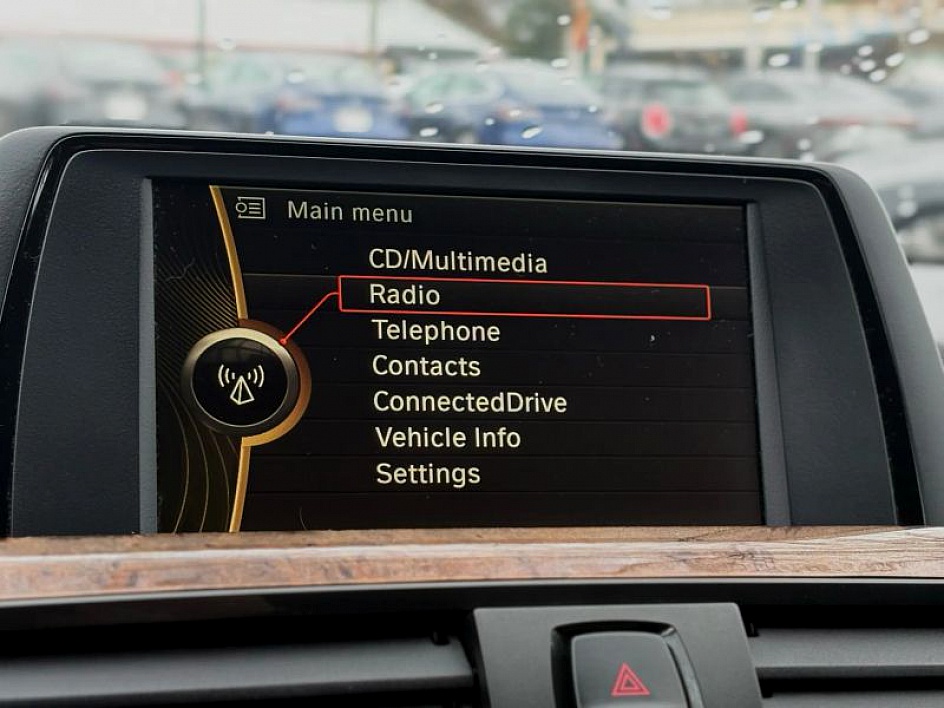 Main menu
CD/Multimedia
Radio
Telephone
Contacts
ConnectedDrive
Vehicle Info
Settings